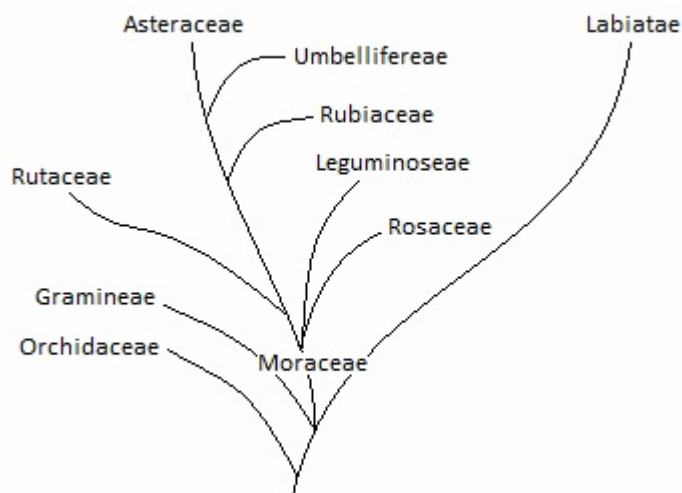 Asteraceae
Labiatae
Umbellifereae
Rubiaceae
Leguminoseae
Rutaceae
Rosaceae
Gramineae
Orchidaceae
Moraceae